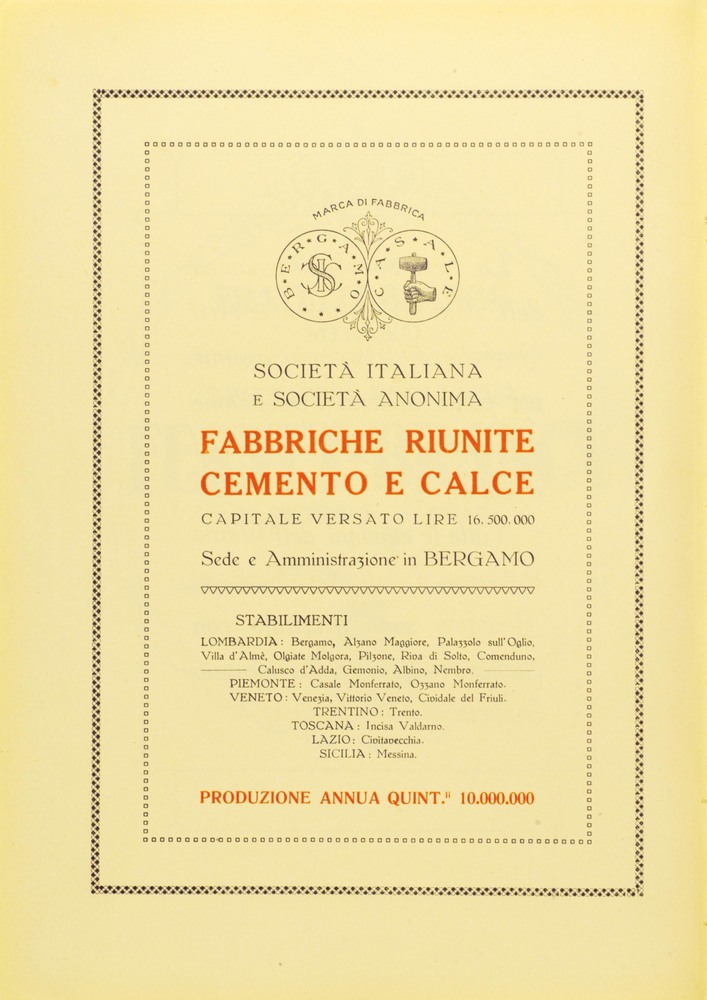 MARCA DI FABBRICA
BERGAMO
SIC
CASALE
SOCIETÀ ITALIANA
E SOCIETÀ ANONIMA
FABBRICHE RIUNITE
CEMENTO E CALCE
CAPITALE VERSATO LIRE 16.500.000
Sede e Amministrazione in BERGAMO
STABILIMENTI
LOMBARDIA: Bergamo, Alzano Maggiore, Palazzolo sull'Oglio,
Villa d'Almè, Olgiate Molgora, Pilzone, Riva di Solto, Comenduno,
Calusco d'Adda, Gemonio, Albino, Nembro.
PIEMONTE: Casale Monferrato, Ozzano Monferrato.
VENETO: Venezia, Vittorio Veneto, Cividale del Friuli.
TRENTINO: Trento.
TOSCANA: Incisa Valdarno.
LAZIO: Civitavecchia.
SICILIA: Messina.
PRODUZIONE ANNUA QUINT.li 10.000.000